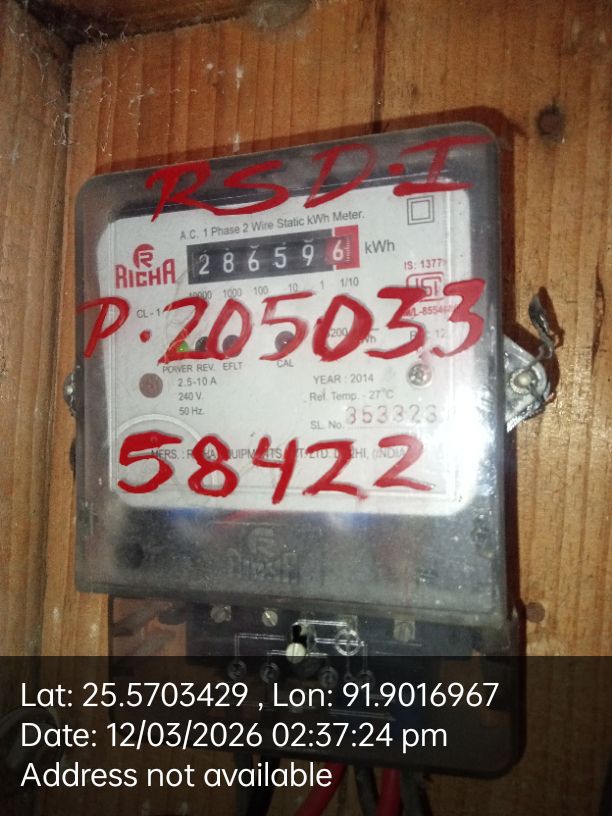 RSD.I
A.C. 1 Phase 2 Wire Static kWh Meter.
RICHA
286596 kWh
10000 1000 100 10 1 1/10
IS: 1377
CL-1
P.205033
POWER REV. EFLT CAL
2.5-10 A
240 V.
50 Hz.
YEAR : 2014
Ref. Temp. - 27°C
SL. No. 353323
58422
Lat: 25.5703429 , Lon: 91.9016967
Date: 12/03/2026 02:37:24 pm
Address not available